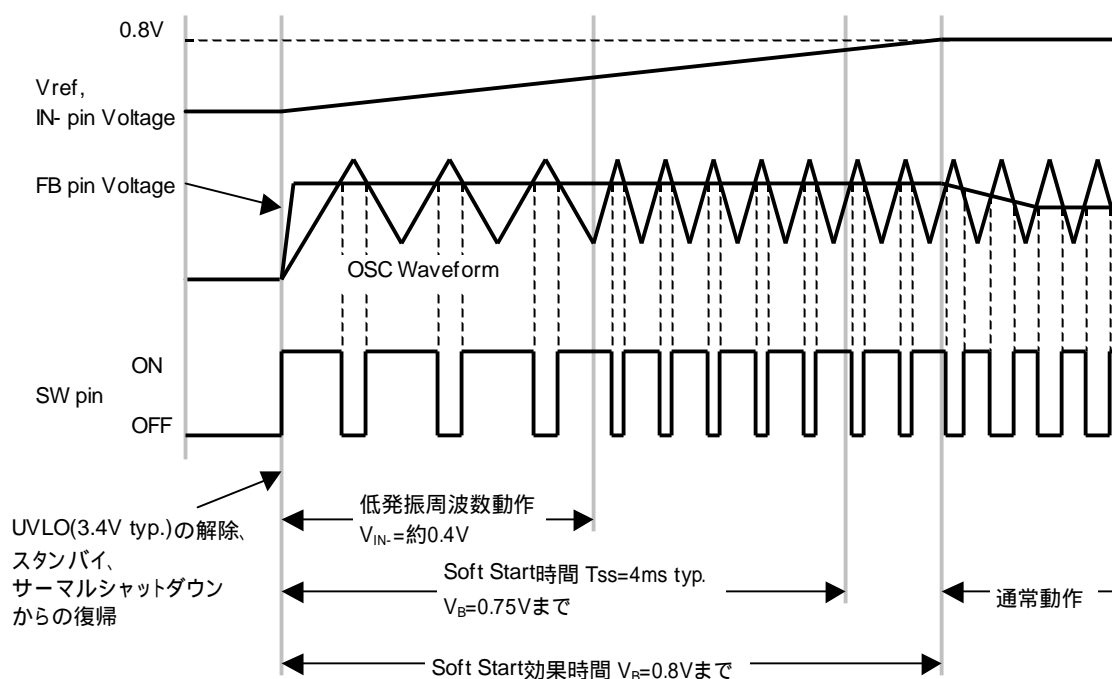 0.8V
Vref,
IN- pin Voltage
FB pin Voltage
OSC Waveform
ON
SW pin
OFF
低発振周波数動作
VIN-=約0.4V
UVLO(3.4V typ.)の解除、
スタンバイ、
サーマルシャットダウン
からの復帰
Soft Start時間 Tss=4ms typ.
VB=0.75Vまで
通常動作
Soft Start効果時間 VB=0.8Vまで